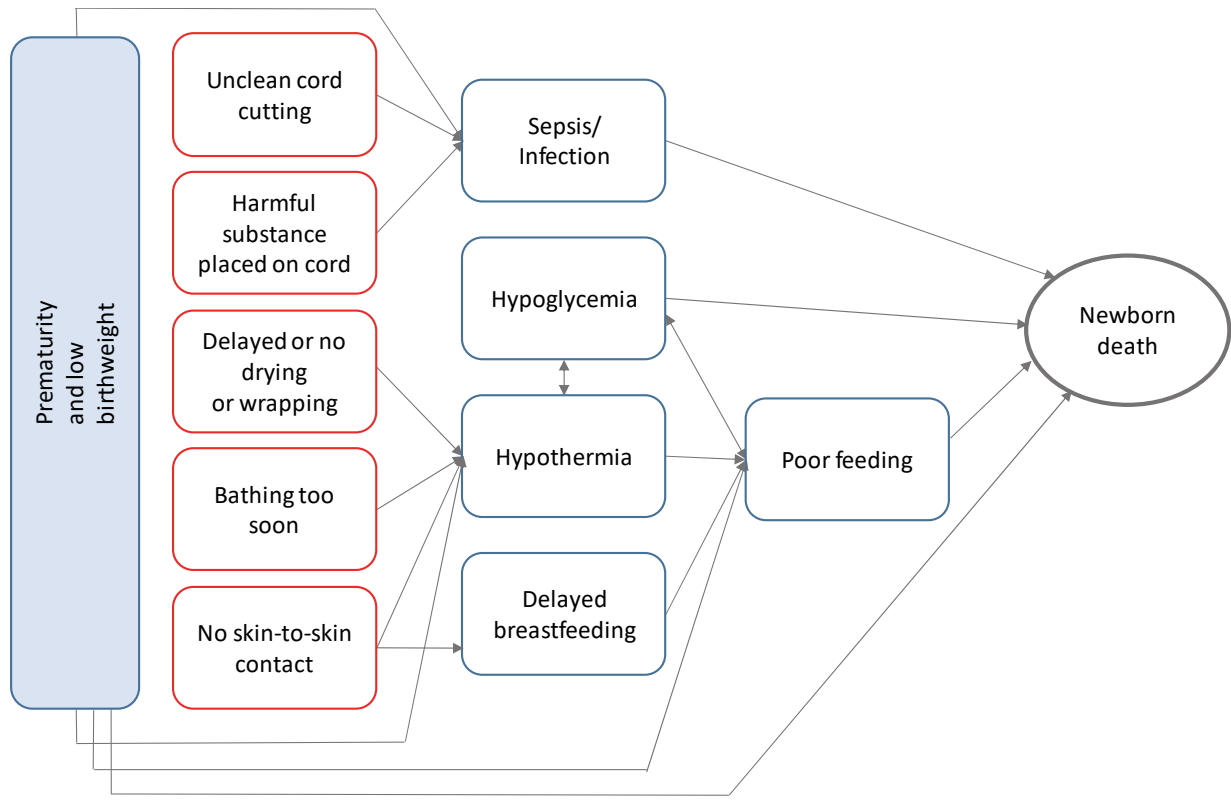 Prematurity
and low
birthweight
Unclean cord
cutting
Harmful
substance
placed on cord
Delayed or no
drying
or wrapping
Bathing too
soon
No skin-to-skin
contact
Sepsis/
Infection
Hypoglycemia
Hypothermia
Delayed
breastfeeding
Poor feeding
Newborn
death